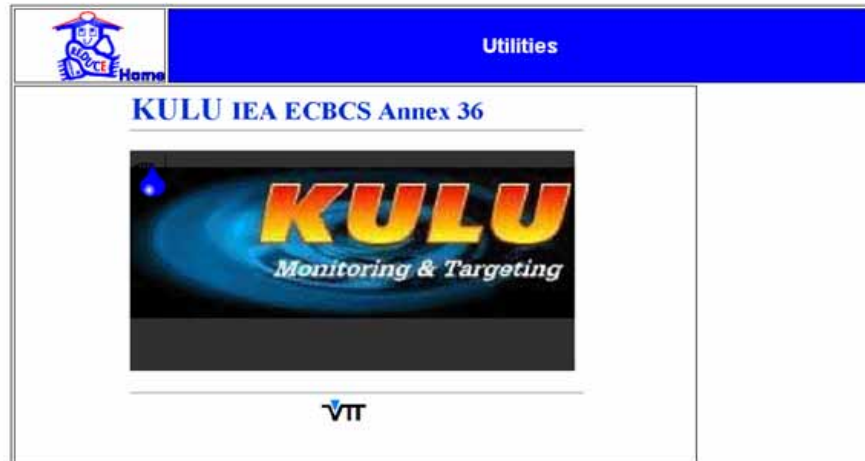 REDUCE
Home
Utilities
KULU IEA ECBCS Annex 36
KULU
Monitoring & Targeting
VTT